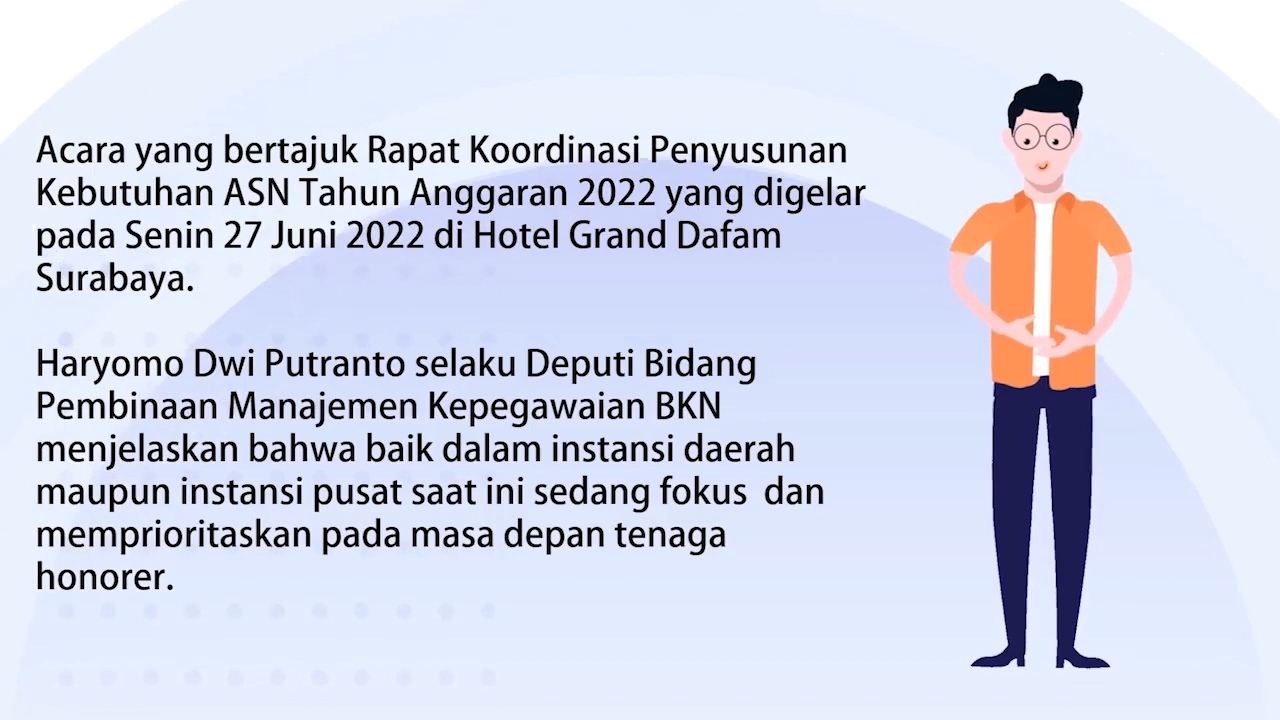 Acara yang bertajuk Rapat Koordinasi Penyusunan
Kebutuhan ASN Tahun Anggaran 2022 yang digelar
pada Senin 27 Juni 2022 di Hotel Grand Dafam
Surabaya.
Haryomo Dwi Putranto selaku Deputi Bidang
Pembinaan Manajemen Kepegawaian BKN
menjelaskan bahwa baik dalam instansi daerah
maupun instansi pusat saat ini sedang fokus  dan
memprioritaskan pada masa depan tenaga
honorer.